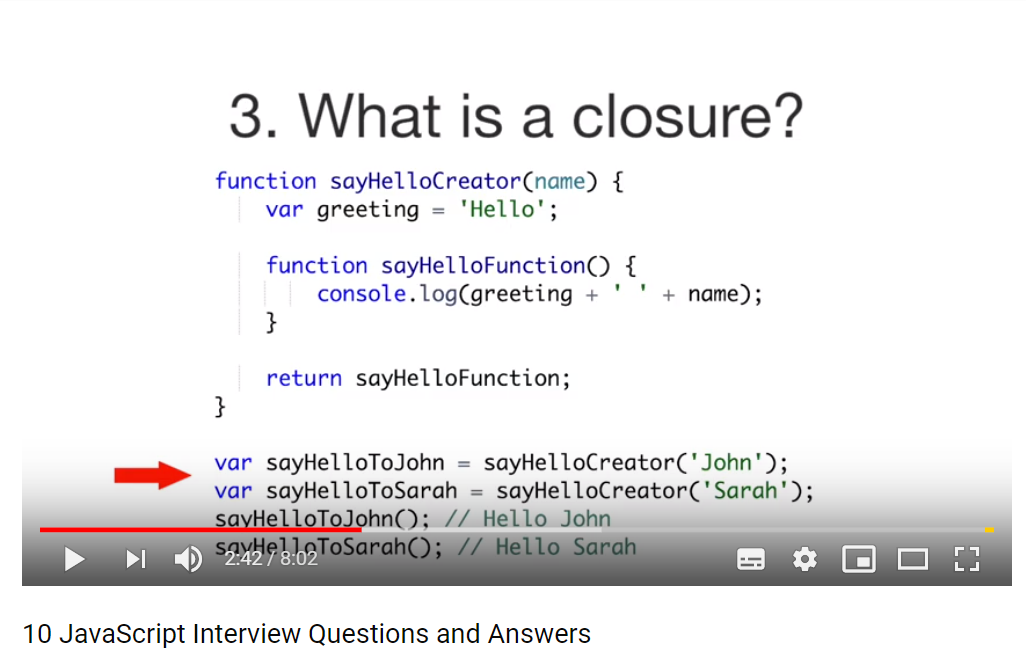 3. What is a closure?
function sayHelloCreator(name) {
var greeting = 'Hello';
function sayHelloFunction() {
console.log(greeting + ' ' + name);
}
return sayHelloFunction;
}
var sayHelloToJohn = sayHelloCreator('John');
var sayHelloToSarah = sayHelloCreator('Sarah');
sayHelloToJohn(); // Hello John
sayHelloToSarah(); // Hello Sarah
2:42 / 8:02
10 JavaScript Interview Questions and Answers